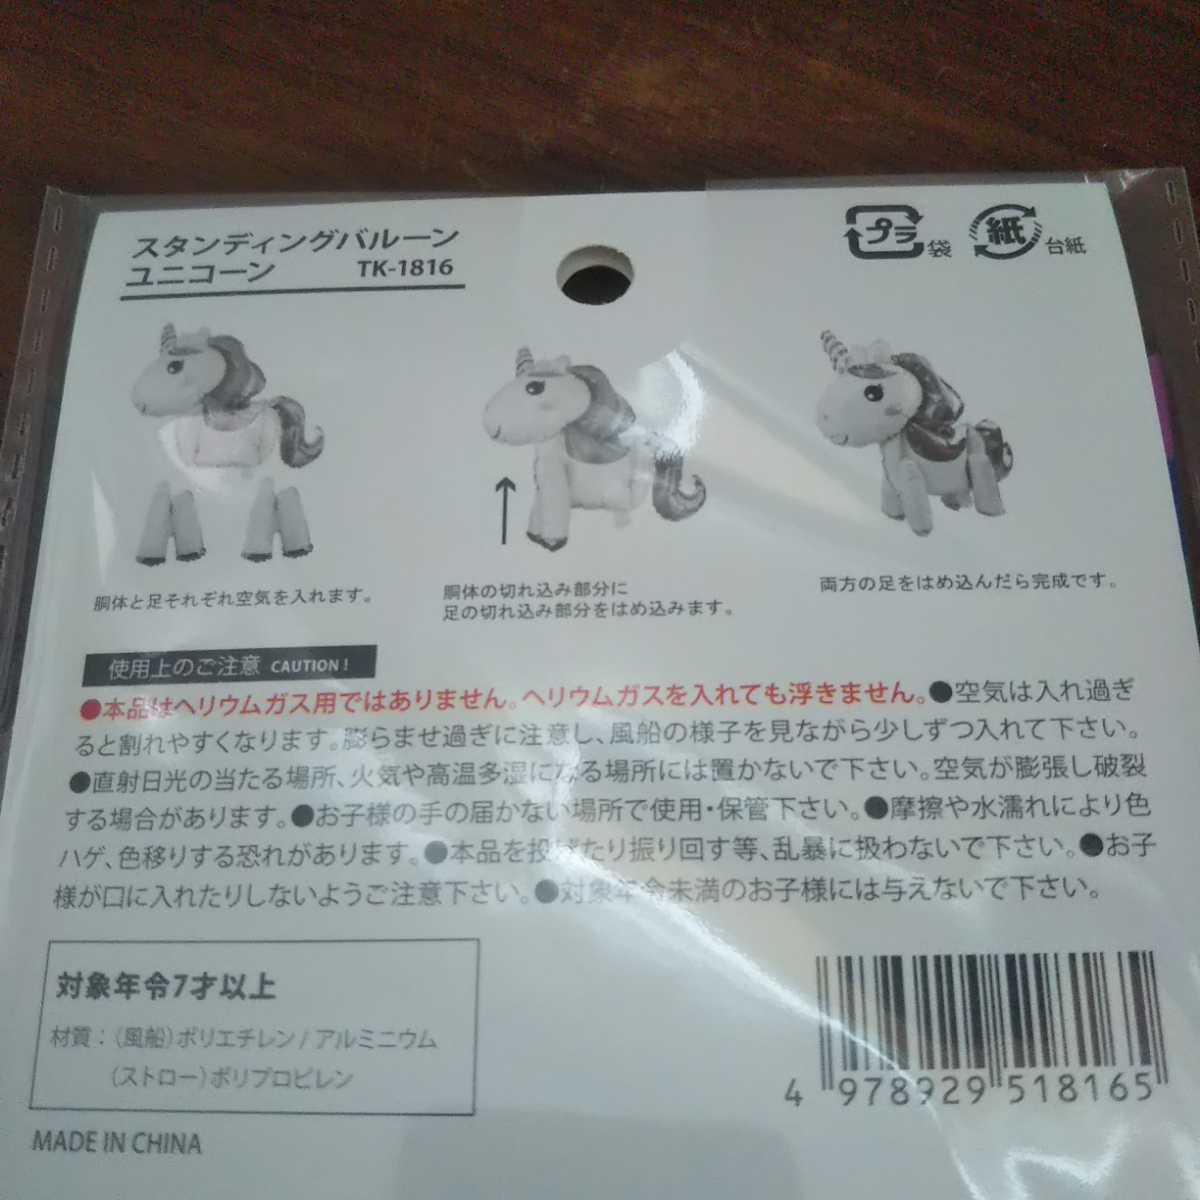 スタンディングバルーン
ユニコーン TK-1816
プラ 袋 紙 台紙
胴体と足それぞれ空気を入れます。
胴体の切れ込み部分に
足の切れ込み部分をはめ込みます。
両方の足をはめ込んだら完成です。
使用上のご注意 CAUTION!
●本品はヘリウムガス用ではありません。ヘリウムガスを入れても浮きません。●空気は入れ過ぎ
ると割れやすくなります。膨らませ過ぎに注意し、風船の様子を見ながら少しずつ入れて下さい。
●直射日光の当たる場所、火気や高温多湿になる場所には置かないで下さい。空気が膨張し破裂
する場合があります。●お子様の手の届かない場所で使用・保管下さい。●摩擦や水濡れにより色
ハゲ、色移りする恐れがあります。●本品を投げたり振り回す等、乱暴に扱わないで下さい。●お子
様が口に入れたりしないようご注意下さい。●対象年令未満のお子様には与えないで下さい。
対象年令7才以上
材質：（風船）ポリエチレン/アルミニウム
（ストロー）ポリプロピレン
MADE IN CHINA
4 978929 518165